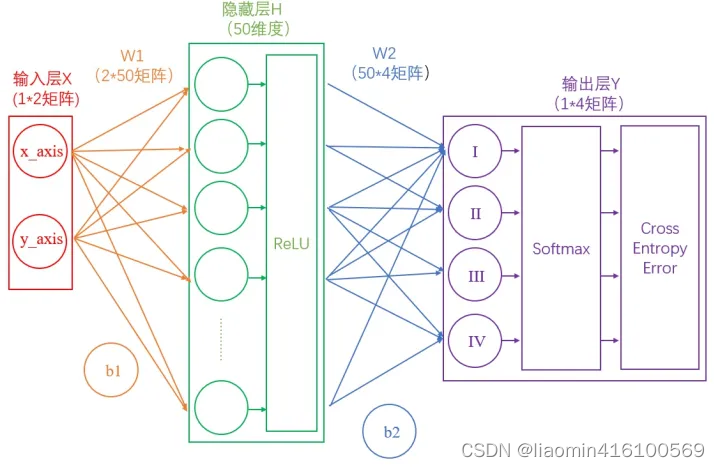 隐藏层H
(50维度)
W1
(2*50矩阵)
W2
(50*4矩阵)
输入层X
(1*2矩阵)
输出层Y
(1*4矩阵)
x_axis
y_axis
ReLU
I
II
III
IV
Softmax
Cross
Entropy
Error
b1
b2
CSDN @liaomin416100569